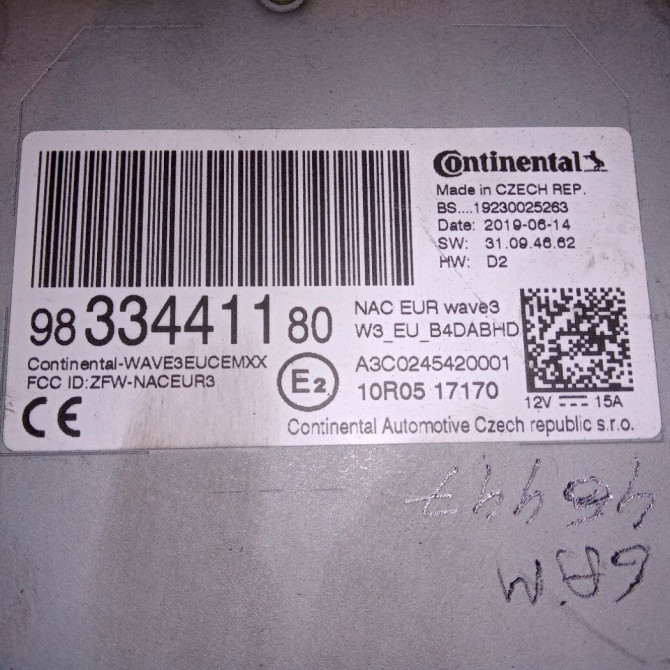 Continental
Made in CZECH REP.
BS....19230025263
Date: 2019-06-14
SW: 31.09.46.62
HW: D2
98 334411 80
NAC EUR wave3
W3_EU_B4DABHD
Continental-WAVE3EUCEMXX
FCC ID:ZFW-NACEUR3
E2
A3C0245420001
10R05 17170
12V 15A
CE
Continental Automotive Czech republic s.r.o.